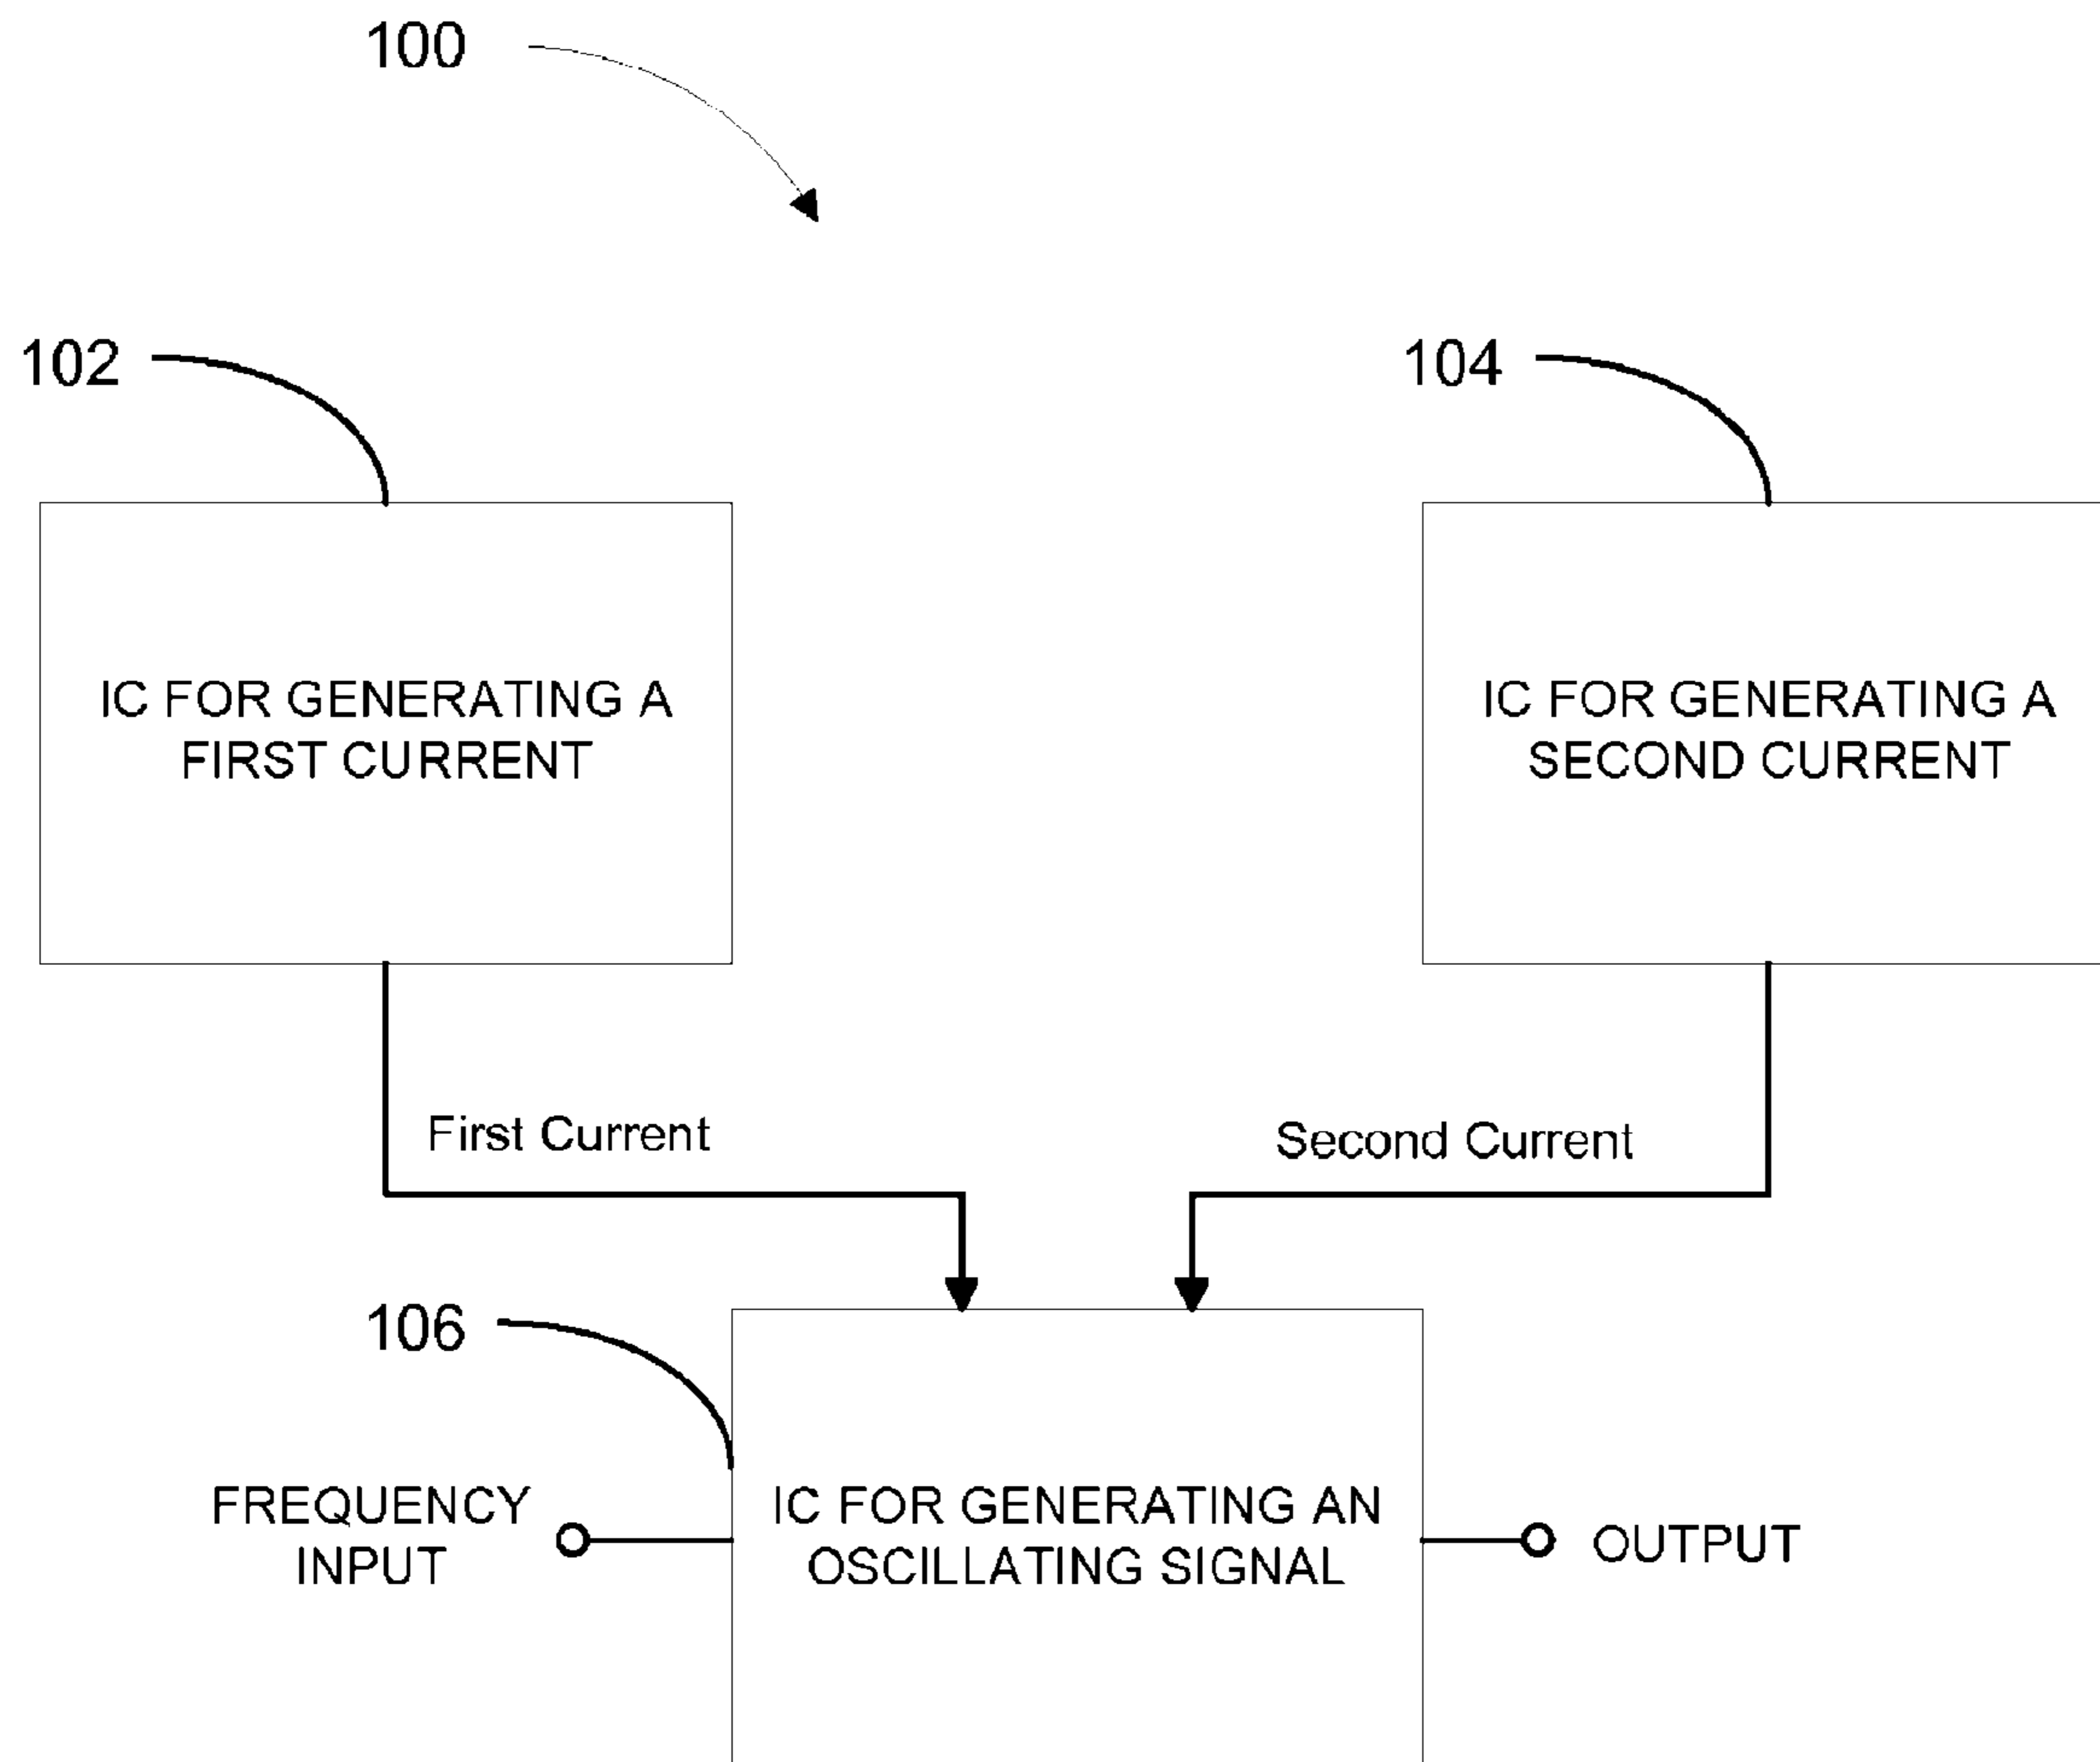 100
102
104
IC FOR GENERATING A
FIRST CURRENT
IC FOR GENERATING A
SECOND CURRENT
First Current
Second Current
106
FREQUENCY
INPUT
IC FOR GENERATING AN
OSCILLATING SIGNAL
OUTPUT